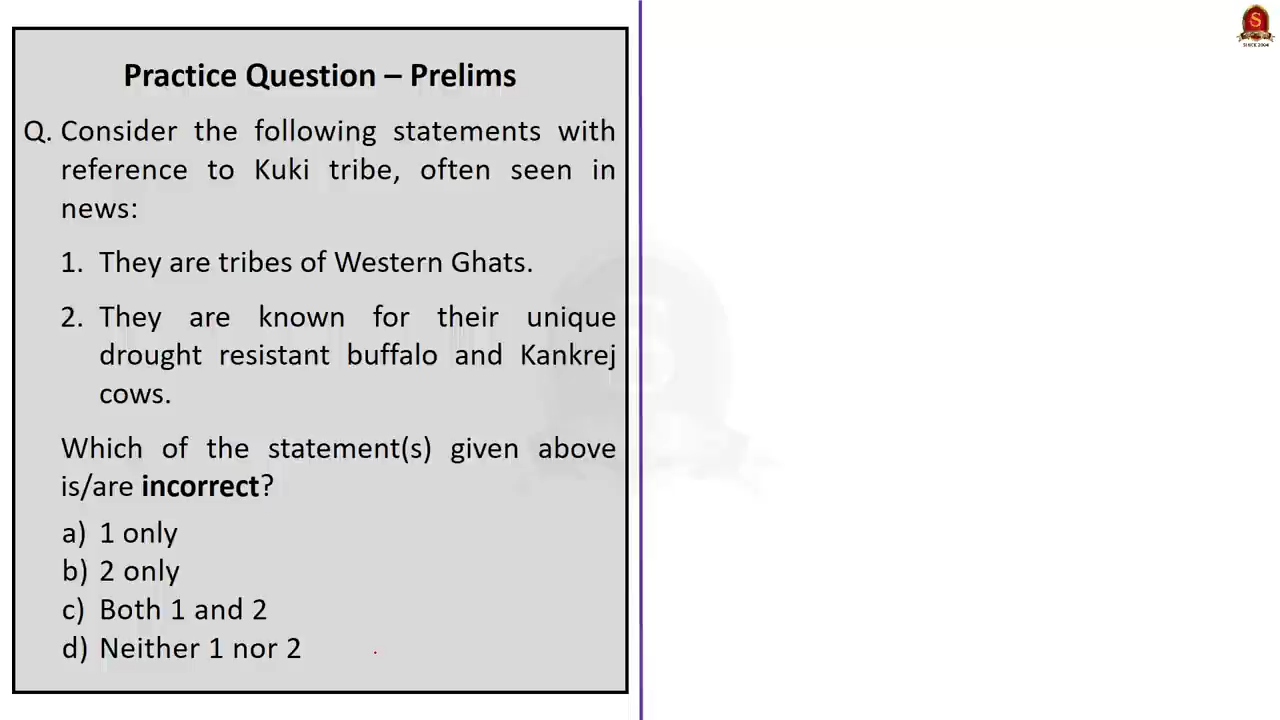 Practice Question – Prelims
Q. Consider the following statements with
reference to Kuki tribe, often seen in
news:
1. They are tribes of Western Ghats.
2. They are known for their unique
drought resistant buffalo and Kankrej
cows.
Which of the statement(s) given above
is/are incorrect?
a) 1 only
b) 2 only
c) Both 1 and 2
d) Neither 1 nor 2
S
SINCE 2004